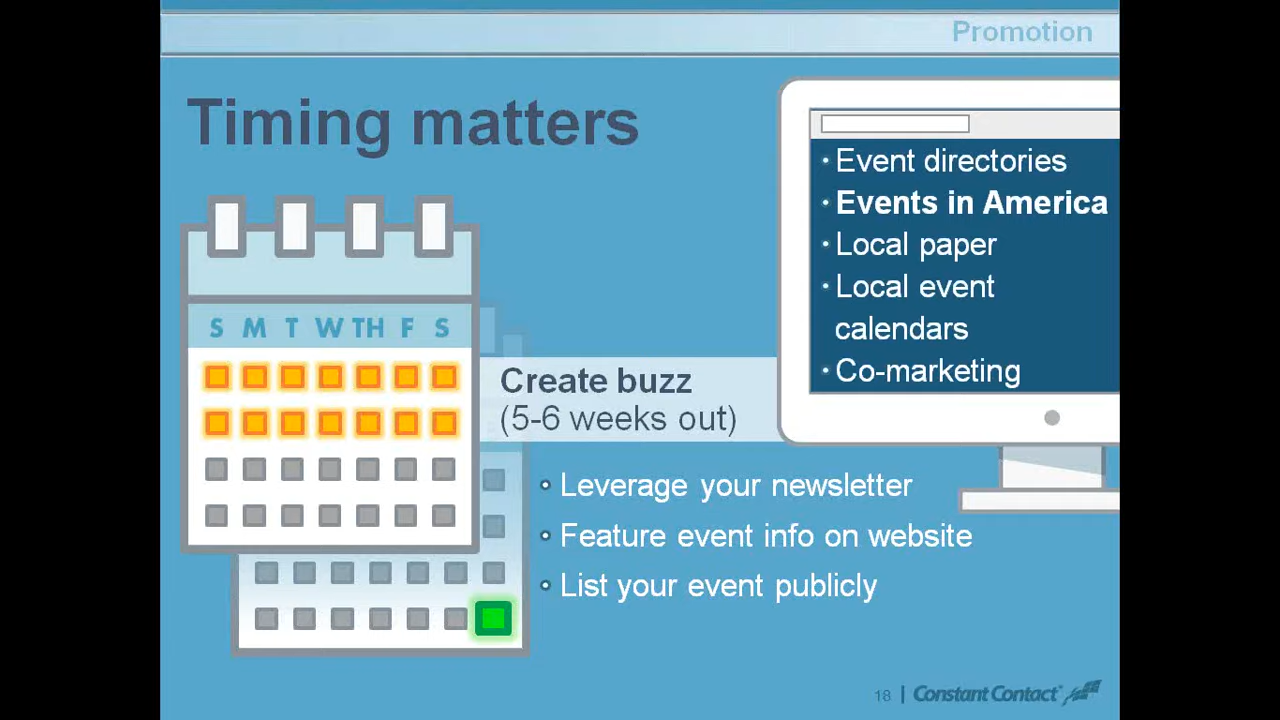 Promotion
Timing matters
• Event directories
• Events in America
• Local paper
• Local event
calendars
• Co-marketing
S M T W TH F S
Create buzz
(5-6 weeks out)
• Leverage your newsletter
• Feature event info on website
• List your event publicly
18 | Constant Contact